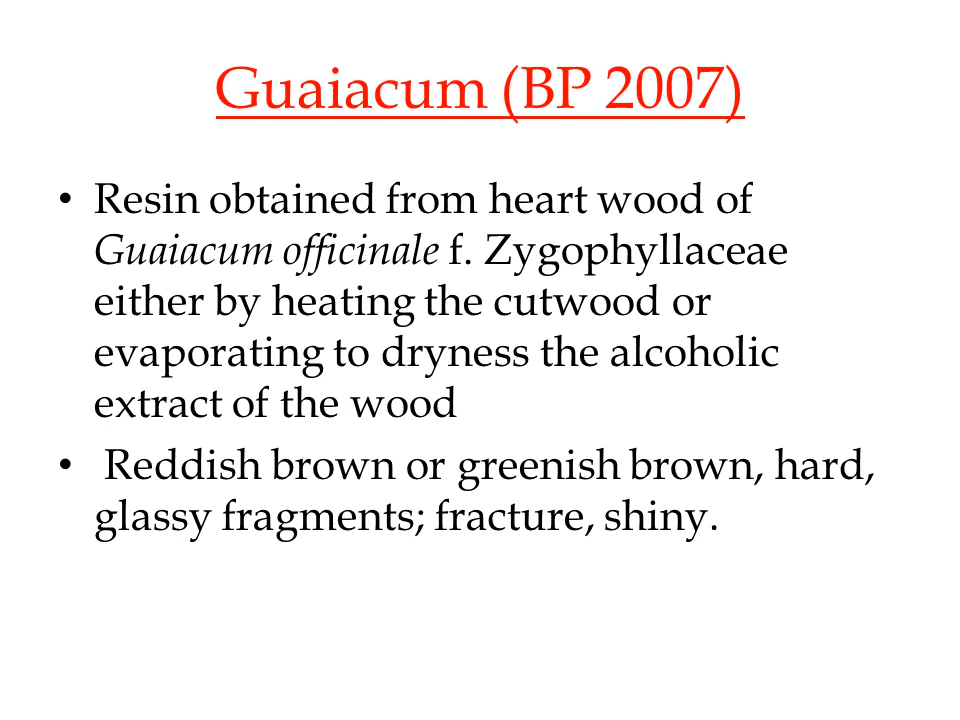 Guaiacum (BP 2007)
• Resin obtained from heart wood of
Guaiacum officinale f. Zygophyllaceae
either by heating the cutwood or
evaporating to dryness the alcoholic
extract of the wood
• Reddish brown or greenish brown, hard,
glassy fragments; fracture, shiny.